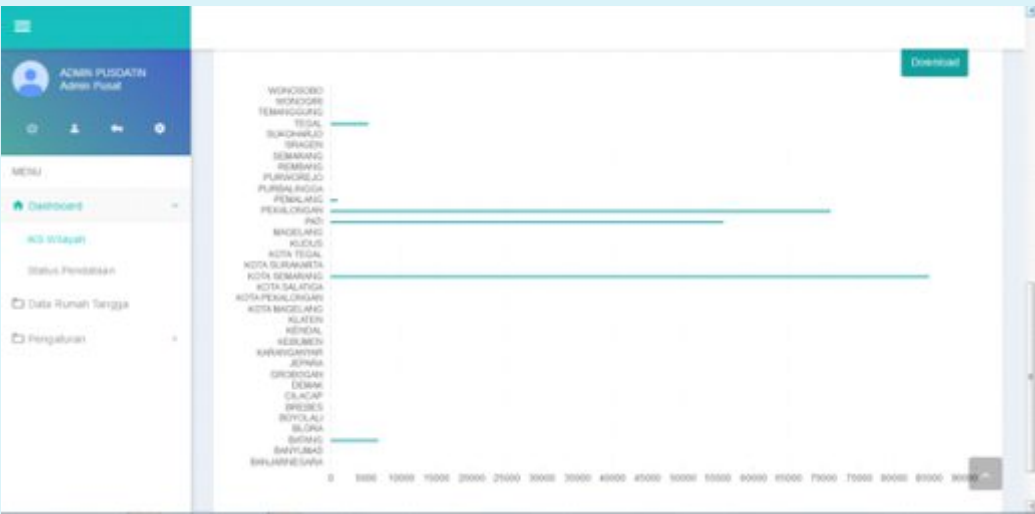 ADMIN PUSDATIN
Admin Pusat
MENU
Dashboard
IKS Wilayah
Status Pendataan
Data Rumah Tangga
Pengaturan
Download
WONOSOBO
WONOGIRI
TEMANGGUNG
TEGAL
SUKOHARJO
SRAGEN
SEMARANG
REMBANG
PURWOREJO
PURBALINGGA
PEMALANG
PEKALONGAN
PATI
MAGELANG
KUDUS
KOTA TEGAL
KOTA SURAKARTA
KOTA SEMARANG
KOTA SALATIGA
KOTA PEKALONGAN
KOTA MAGELANG
KLATEN
KENDAL
KEBUMEN
KARANGANYAR
JEPARA
GROBOGAN
DEMAK
CILACAP
BREBES
BOYOLALI
BLORA
BATANG
BANYUMAS
BANJARNEGARA
0 5000 10000 15000 20000 25000 30000 35000 40000 45000 50000 55000 60000 65000 70000 75000 80000 85000